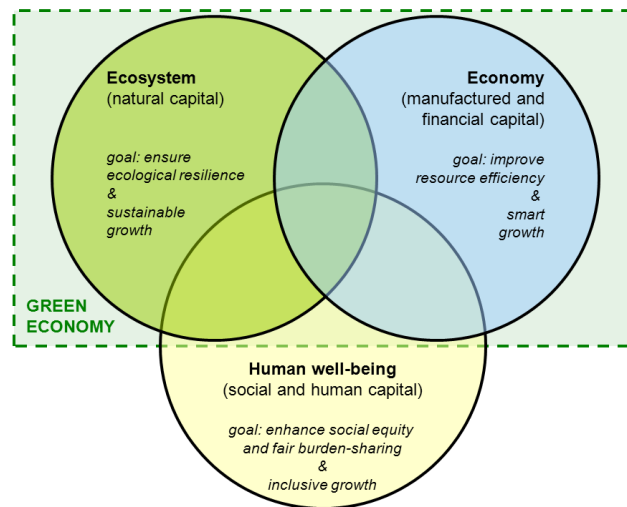 Ecosystem
(natural capital)
goal: ensure
ecological resilience
&
sustainable
growth
Economy
(manufactured and
financial capital)
goal: improve
resource efficiency
&
smart
growth
GREEN
ECONOMY
Human well-being
(social and human capital)
goal: enhance social equity
and fair burden-sharing
&
inclusive growth